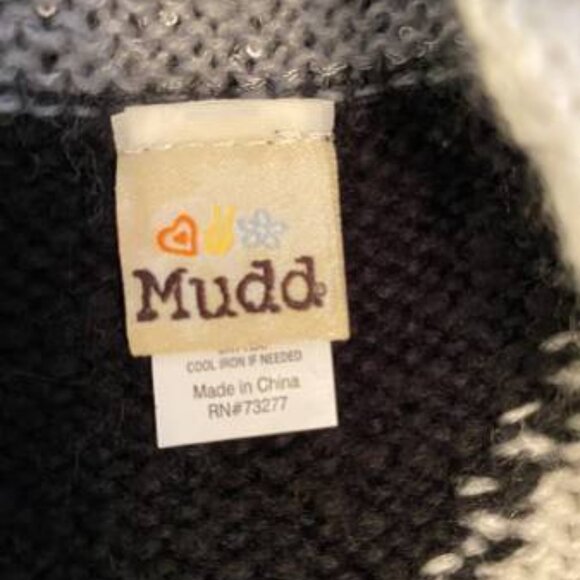 Mudd
COOL IRON IF NEEDED
Made in China
RN#73277